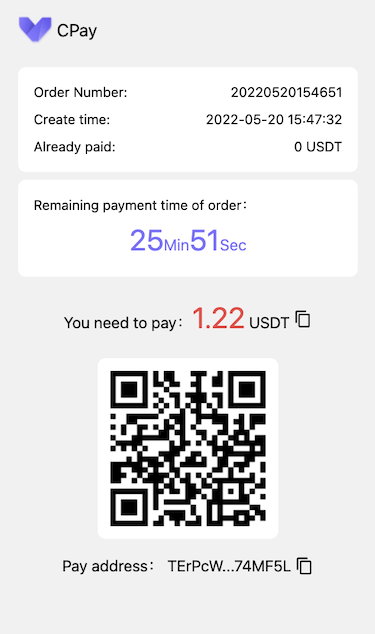 CPay
Order Number: 20220520154651
Create time: 2022-05-20 15:47:32
Already paid: 0 USDT
Remaining payment time of order：
25Min51Sec
You need to pay： 1.22 USDT
Pay address： TErPcW...74MF5L